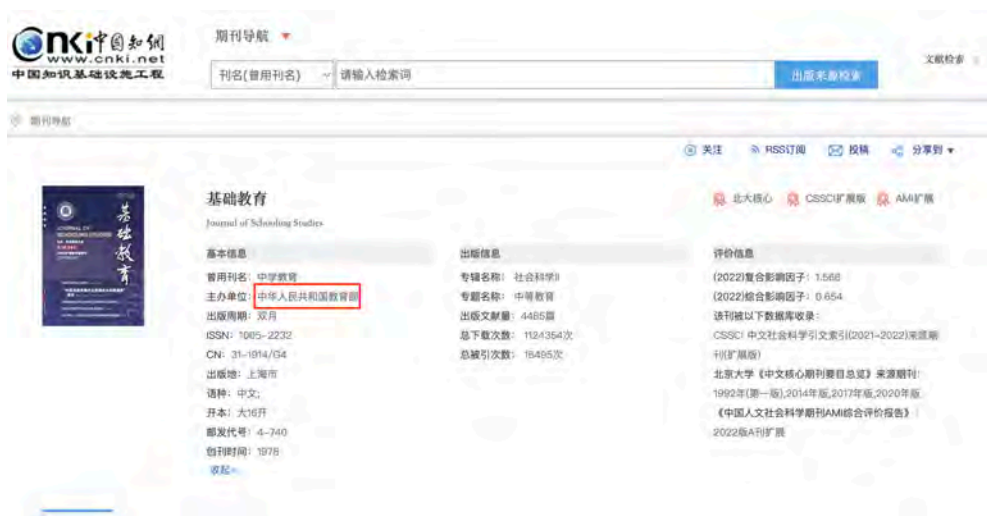 cnki中国知网
www.cnki.net
中国知识基础设施工程
期刊导航
刊名(曾用刊名)
请输入检索词
出版来源检索
文献检索
期刊导航
关注
RSS订阅
投稿
分享到
基础教育
JOURNAL OF
SCHOOLING STUDIES
基础教育
Journal of Schooling Studies
北大核心
CSSCI扩展版
AMI扩展
基本信息
曾用刊名：中学教育
主办单位：中华人民共和国教育部
出版周期：双月
ISSN：1005-2232
CN：31-1914/G4
出版地：上海市
语种：中文;
开本：大16开
邮发代号：4-740
创刊时间：1978
收起
出版信息
专辑名称：社会科学II
专题名称：中等教育
出版文献量：4485篇
总下载次数：1124354次
总被引次数：16495次
评价信息
(2022)复合影响因子：1.566
(2022)综合影响因子：0.654
该刊被以下数据库收录：
CSSCI 中文社会科学引文索引(2021-2022)来源期
刊(扩展版)
北京大学《中文核心期刊要目总览》来源期刊：
1992年(第一版),2014年版,2017年版,2020年版
《中国人文社会科学期刊AMI综合评价报告》：
2022版A刊扩展